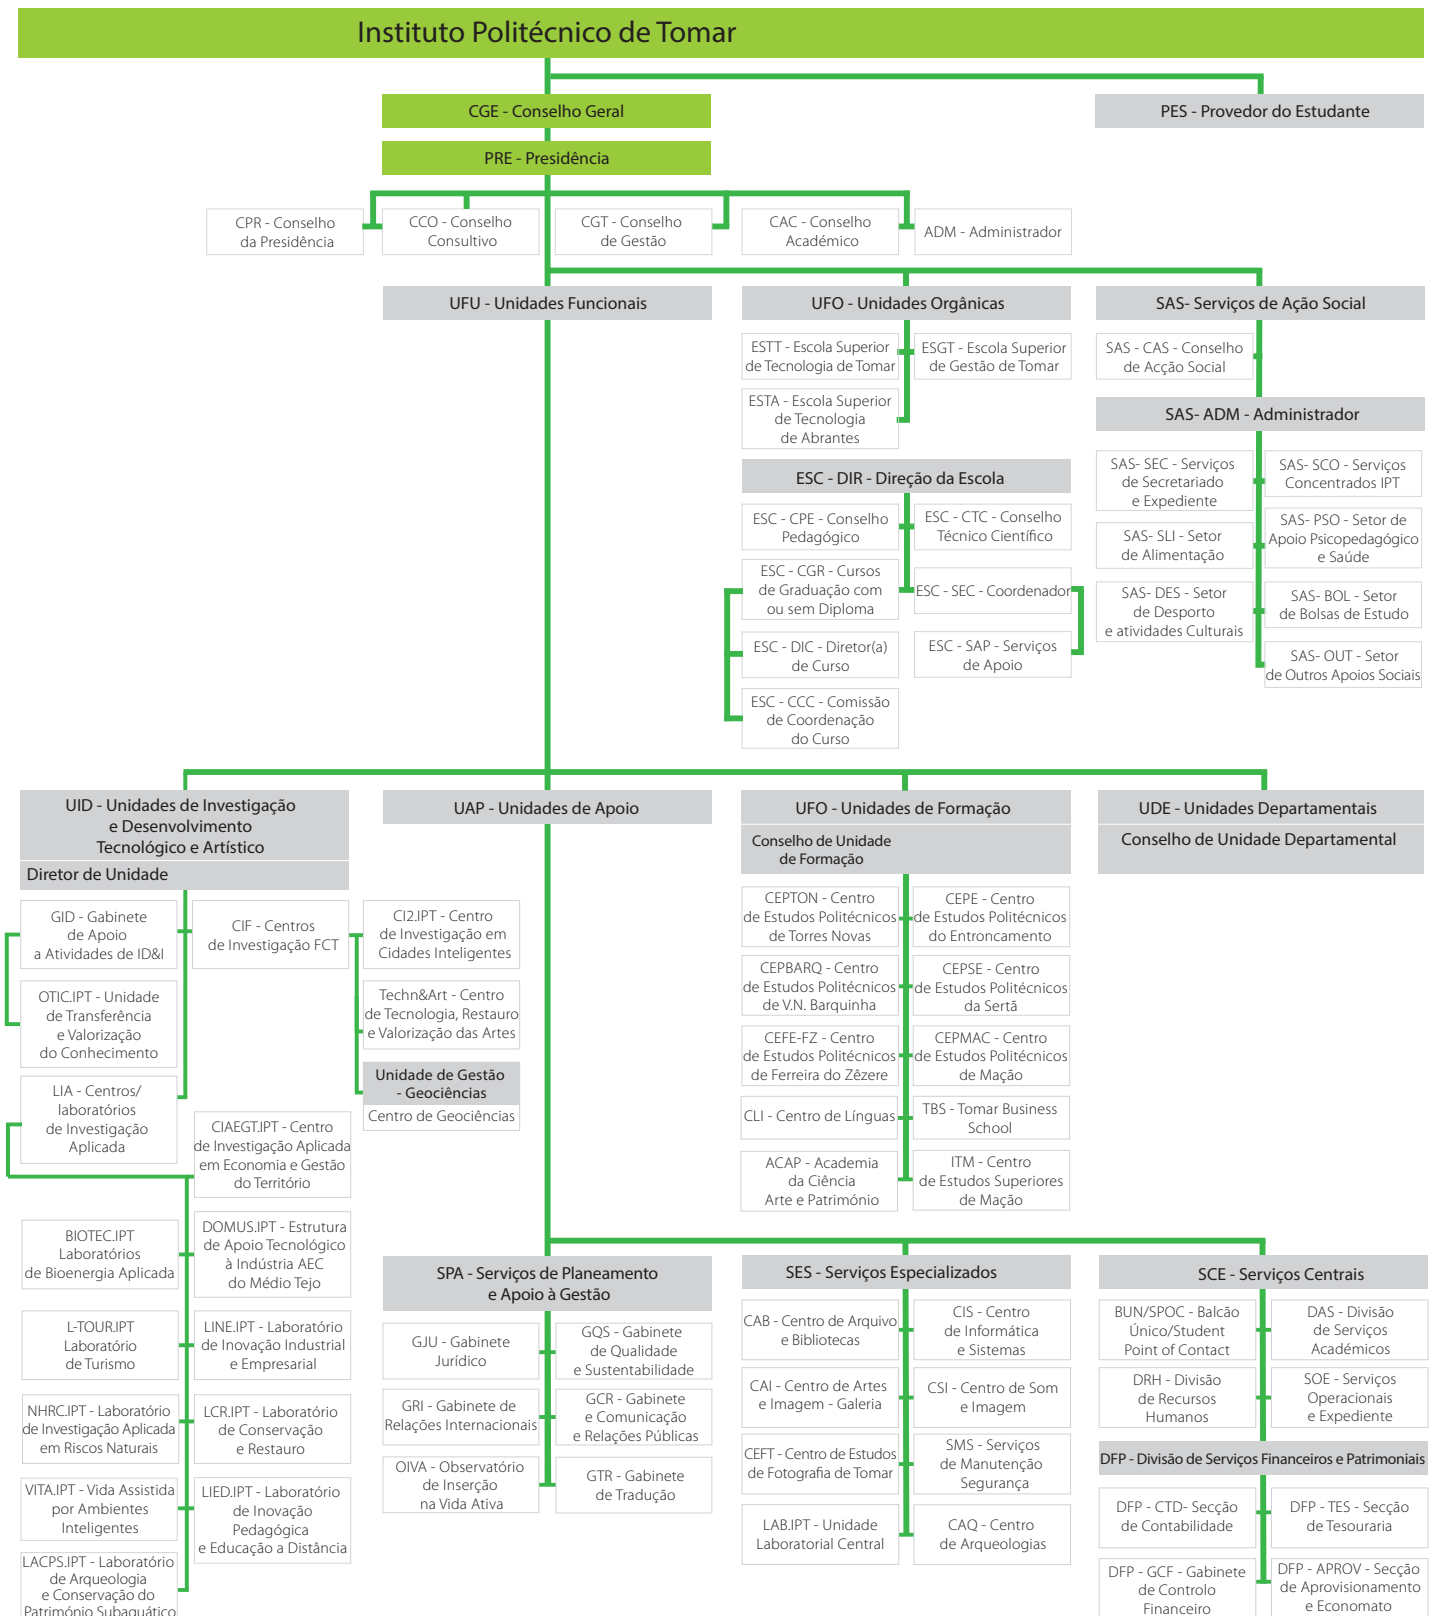 Instituto Politécnico de Tomar
CGE - Conselho Geral
PES - Provedor do Estudante
PRE - Presidência
CPR - Conselho
da Presidência
CCO - Conselho
Consultivo
CGT - Conselho
de Gestão
CAC - Conselho
Académico
ADM - Administrador
UFU - Unidades Funcionais
UFO - Unidades Orgânicas
SAS- Serviços de Ação Social
ESTT - Escola Superior
de Tecnologia de Tomar
ESGT - Escola Superior
de Gestão de Tomar
ESTA - Escola Superior
de Tecnologia
de Abrantes
SAS - CAS - Conselho
de Acção Social
SAS- ADM - Administrador
ESC - DIR - Direção da Escola
ESC - CPE - Conselho
Pedagógico
ESC - CTC - Conselho
Técnico Científico
ESC - CGR - Cursos
de Graduação com
ou sem Diploma
ESC - SEC - Coordenador
ESC - DIC - Diretor(a)
de Curso
ESC - SAP - Serviços
de Apoio
ESC - CCC - Comissão
de Coordenação
do Curso
SAS- SEC - Serviços
de Secretariado
e Expediente
SAS- SCO - Serviços
Concentrados IPT
SAS- SLI - Setor
de Alimentação
SAS- PSO - Setor de
Apoio Psicopedagógico
e Saúde
SAS- DES - Setor
de Desporto
e atividades Culturais
SAS- BOL - Setor
de Bolsas de Estudo
SAS- OUT - Setor
de Outros Apoios Sociais
UID - Unidades de Investigação
e Desenvolvimento
Tecnológico e Artístico
Diretor de Unidade
UAP - Unidades de Apoio
UFO - Unidades de Formação
Conselho de Unidade
de Formação
UDE - Unidades Departamentais
Conselho de Unidade Departamental
GID - Gabinete
de Apoio
a Atividades de ID&I
CIF - Centros
de Investigação FCT
CI2.IPT - Centro
de Investigação em
Cidades Inteligentes
OTIC.IPT - Unidade
de Transferência
e Valorização
do Conhecimento
Techn&Art - Centro
de Tecnologia, Restauro
e Valorização das Artes
Unidade de Gestão
- Geociências
Centro de Geociências
LIA - Centros/
laboratórios
de Investigação
Aplicada
CIAEGT.IPT - Centro
de Investigação Aplicada
em Economia e Gestão
do Território
BIOTEC.IPT
Laboratórios
de Bioenergia Aplicada
DOMUS.IPT - Estrutura
de Apoio Tecnológico
à Indústria AEC
do Médio Tejo
L-TOUR.IPT
Laboratório
de Turismo
LINE.IPT - Laboratório
de Inovação Industrial
e Empresarial
NHRC.IPT - Laboratório
de Investigação Aplicada
em Riscos Naturais
LCR.IPT - Laboratório
de Conservação
e Restauro
VITA.IPT - Vida Assistida
por Ambientes
Inteligentes
LIED.IPT - Laboratório
de Inovação
Pedagógica
e Educação a Distância
LACPS.IPT - Laboratório
de Arqueologia
e Conservação do
Património Subaquático
CEPTON - Centro
de Estudos Politécnicos
de Torres Novas
CEPE - Centro
de Estudos Politécnicos
do Entroncamento
CEPBARQ - Centro
de Estudos Politécnicos
de V.N. Barquinha
CEPSE - Centro
de Estudos Politécnicos
da Sertã
CEFE-FZ - Centro
de Estudos Politécnicos
de Ferreira do Zêzere
CEPMAC - Centro
de Estudos Politécnicos
de Mação
CLI - Centro de Línguas
TBS - Tomar Business
School
ACAP - Academia
da Ciência
Arte e Património
ITM - Centro
de Estudos Superiores
de Mação
SPA - Serviços de Planeamento
e Apoio à Gestão
SES - Serviços Especializados
SCE - Serviços Centrais
GJU - Gabinete
Jurídico
GQS - Gabinete
de Qualidade
e Sustentabilidade
GRI - Gabinete de
Relações Internacionais
GCR - Gabinete
e Comunicação
e Relações Públicas
OIVA - Observatório
de Inserção
na Vida Ativa
GTR - Gabinete
de Tradução
CAB - Centro de Arquivo
e Bibliotecas
CIS - Centro
de Informática
e Sistemas
CAI - Centro de Artes
e Imagem - Galeria
CSI - Centro de Som
e Imagem
CEFT - Centro de Estudos
de Fotografia de Tomar
SMS - Serviços
de Manutenção
Segurança
LAB.IPT - Unidade
Laboratorial Central
CAQ - Centro
de Arqueologias
BUN/SPOC - Balcão
Único/Student
Point of Contact
DAS - Divisão
de Serviços
Académicos
DRH - Divisão
de Recursos
Humanos
SOE - Serviços
Operacionais
e Expediente
DFP - Divisão de Serviços Financeiros e Patrimoniais
DFP - CTD- Secção
de Contabilidade
DFP - TES - Secção
de Tesouraria
DFP - GCF - Gabinete
de Controlo
Financeiro
DFP - APROV - Secção
de Aprovisionamento
e Economato